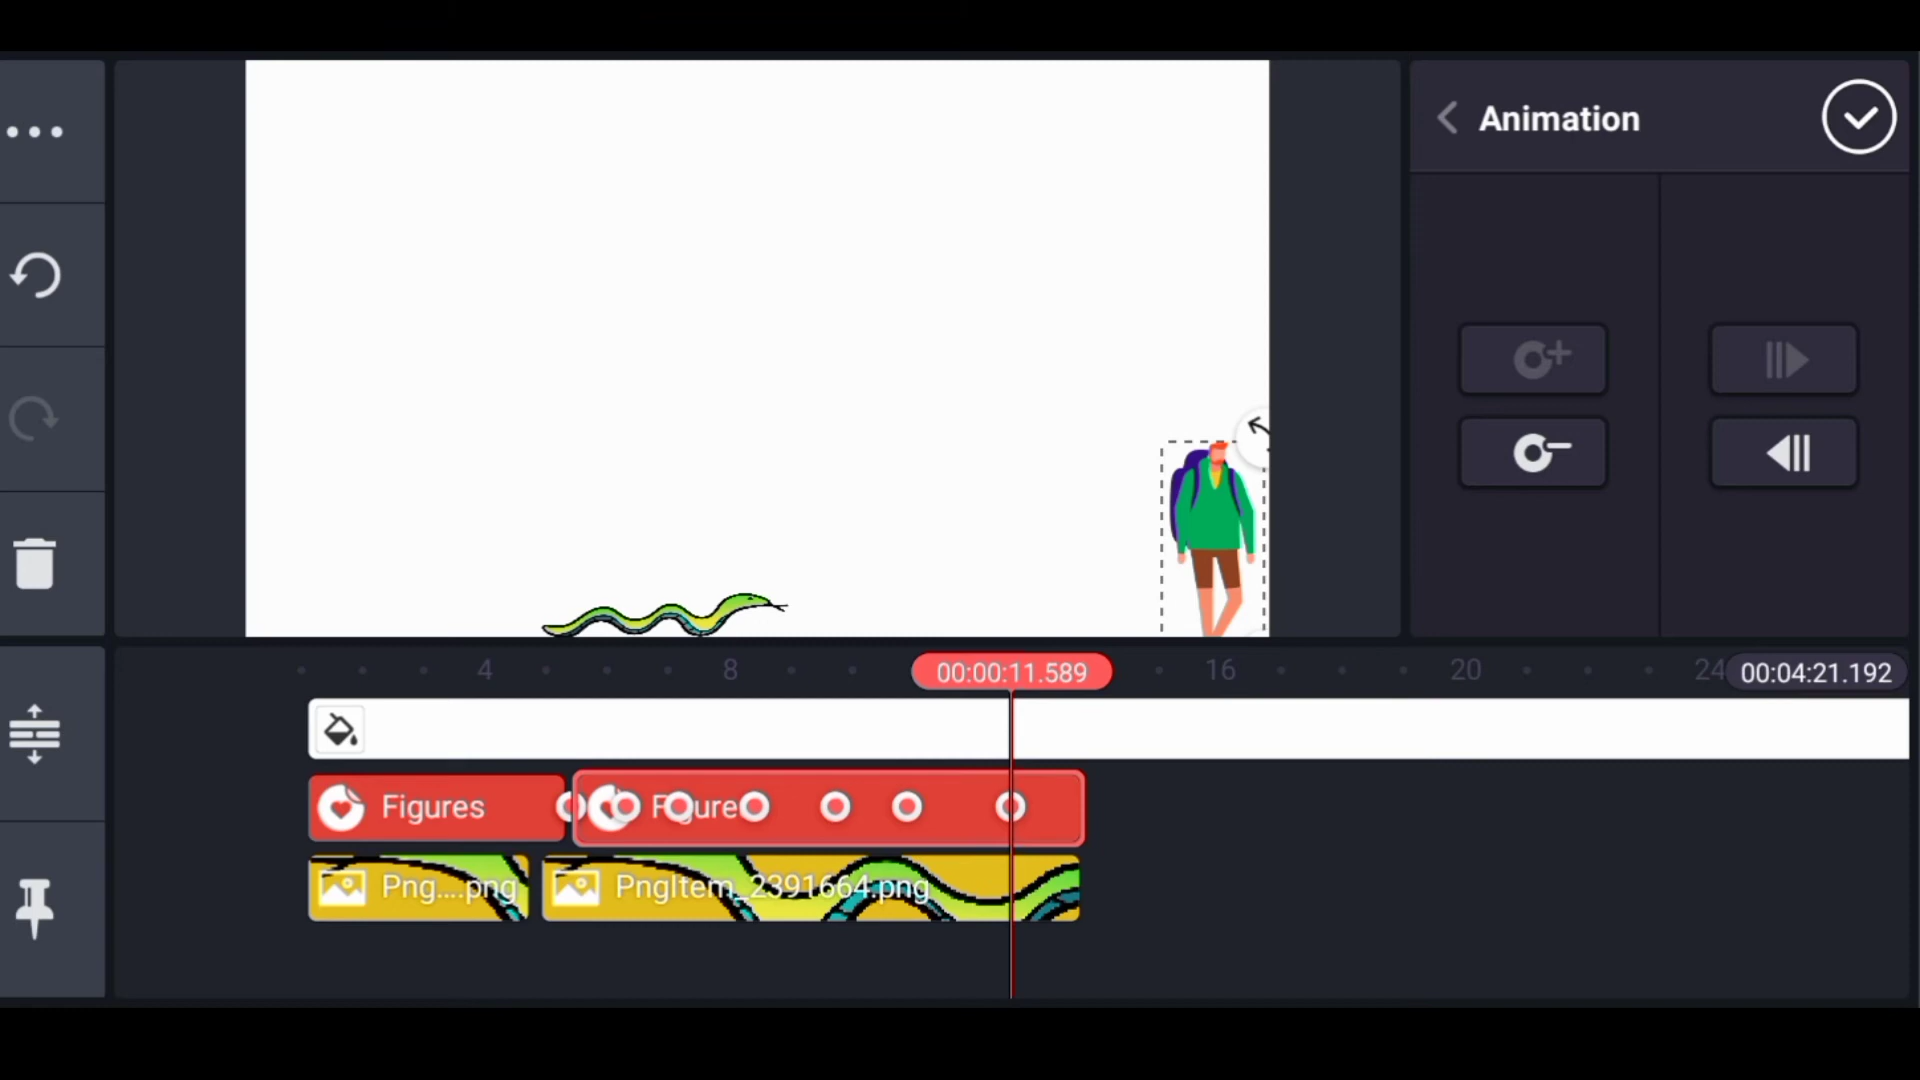 Animation
4
8
00:00:11.589
16
20
24
00:04:21.192
Figures
Figure
Png....png
PngItem_2391664.png